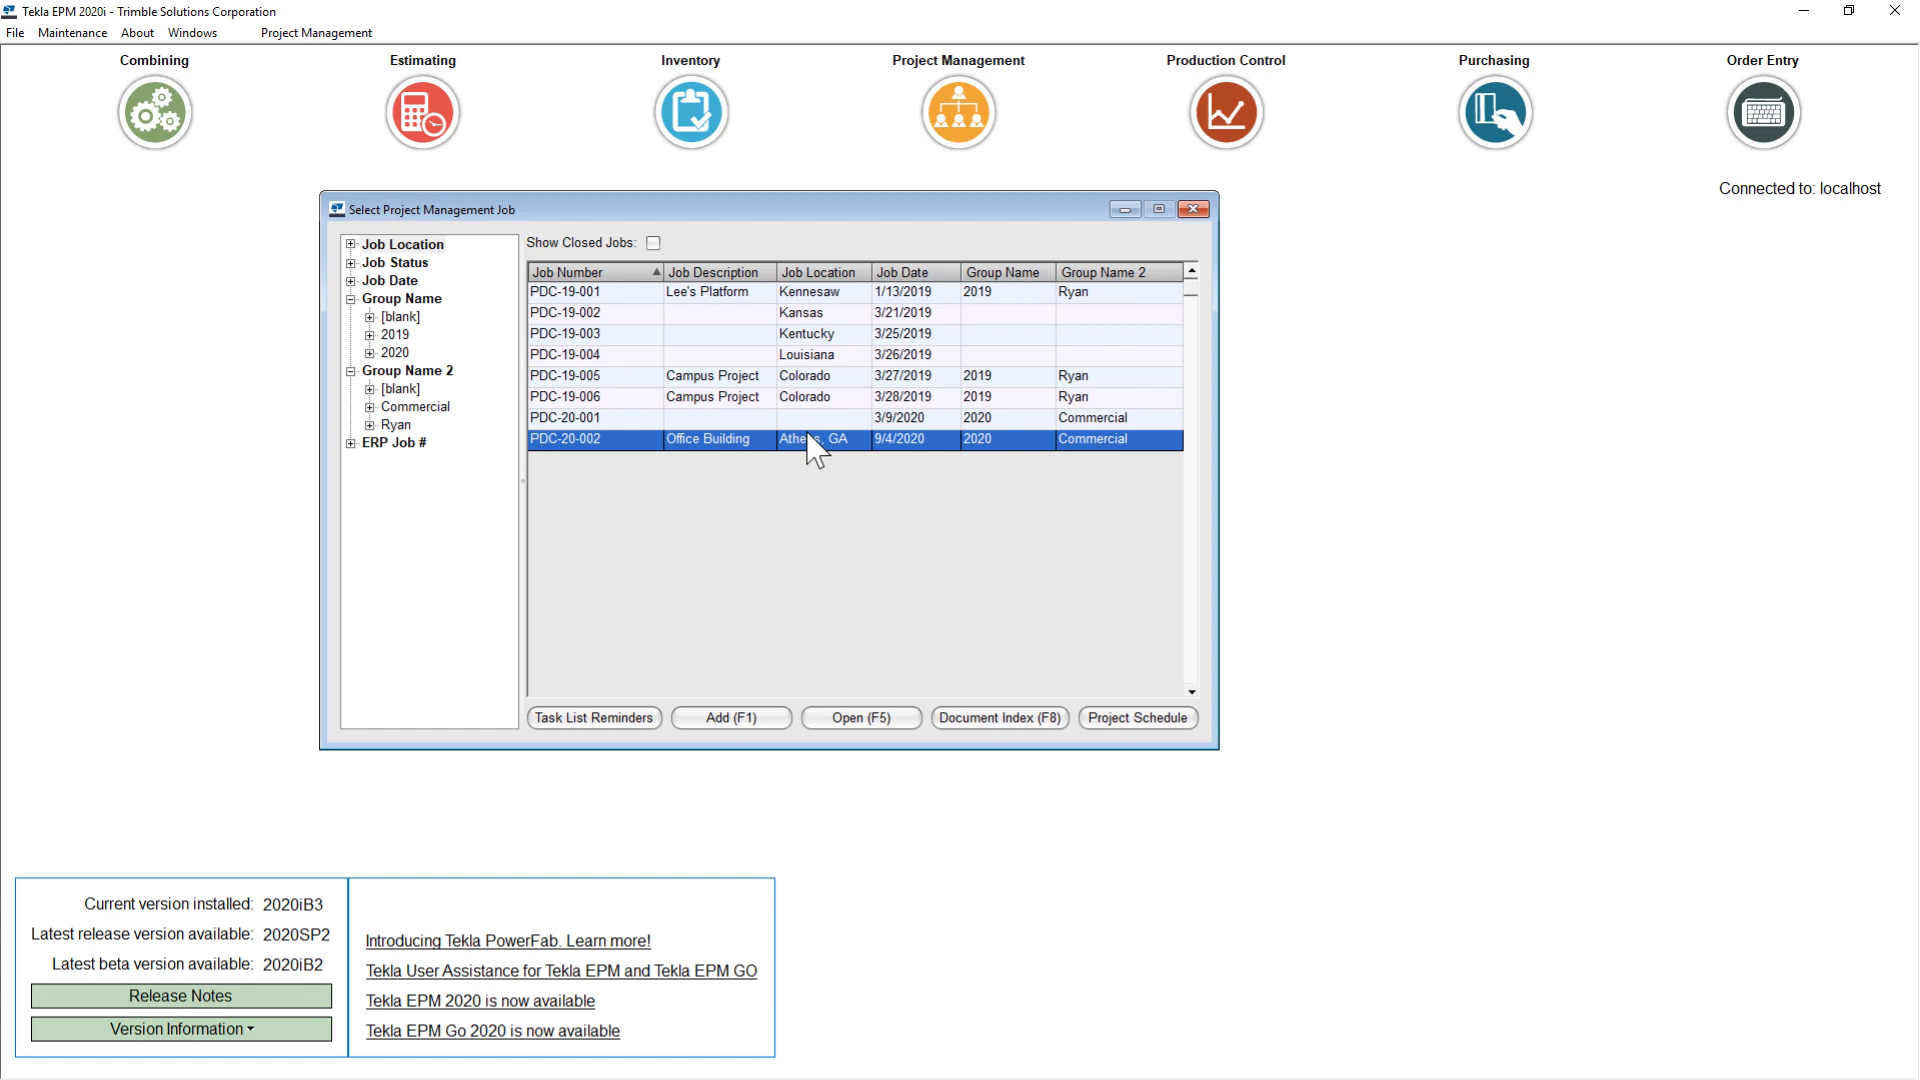 Tekla EPM 2020i - Trimble Solutions Corporation
File Maintenance About Windows Project Management
Combining Estimating Inventory Project Management Production Control Purchasing Order Entry
Connected to: localhost
Select Project Management Job
Show Closed Jobs:
Job Location
Job Status
Job Date
Group Name
[blank]
2019
2020
Group Name 2
[blank]
Commercial
Ryan
ERP Job #
Job Number Job Description Job Location Job Date Group Name Group Name 2
PDC-19-001 Lee's Platform Kennesaw 1/13/2019 2019 Ryan
PDC-19-002 Kansas 3/21/2019
PDC-19-003 Kentucky 3/25/2019
PDC-19-004 Louisiana 3/26/2019
PDC-19-005 Campus Project Colorado 3/27/2019 2019 Ryan
PDC-19-006 Campus Project Colorado 3/28/2019 2019 Ryan
PDC-20-001 3/9/2020 2020 Commercial
PDC-20-002 Office Building Athens, GA 9/4/2020 2020 Commercial
Task List Reminders Add (F1) Open (F5) Document Index (F8) Project Schedule
Current version installed: 2020iB3
Latest release version available: 2020SP2
Latest beta version available: 2020iB2
Release Notes
Version Information
Introducing Tekla PowerFab. Learn more!
Tekla User Assistance for Tekla EPM and Tekla EPM GO
Tekla EPM 2020 is now available
Tekla EPM Go 2020 is now available